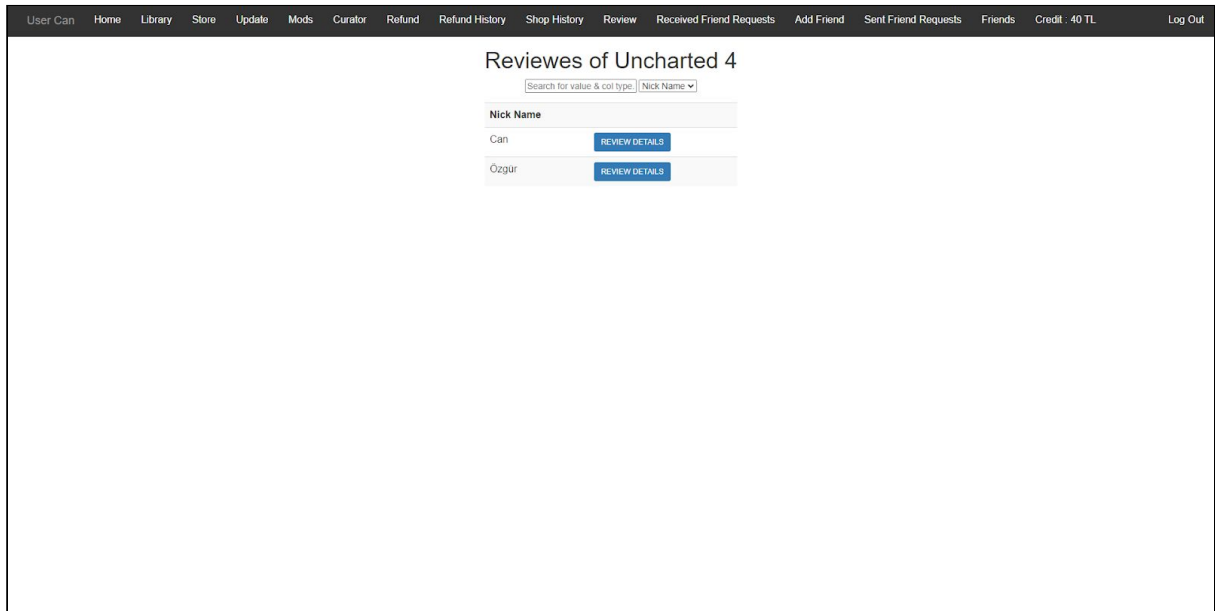 User Can Home Library Store Update Mods Curator Refund Refund History Shop History Review Received Friend Requests Add Friend Sent Friend Requests Friends Credit : 40 TL Log Out
Reviewes of Uncharted 4
Search for value & col type. Nick Name
Nick Name
Can REVIEW DETAILS
Özgür REVIEW DETAILS